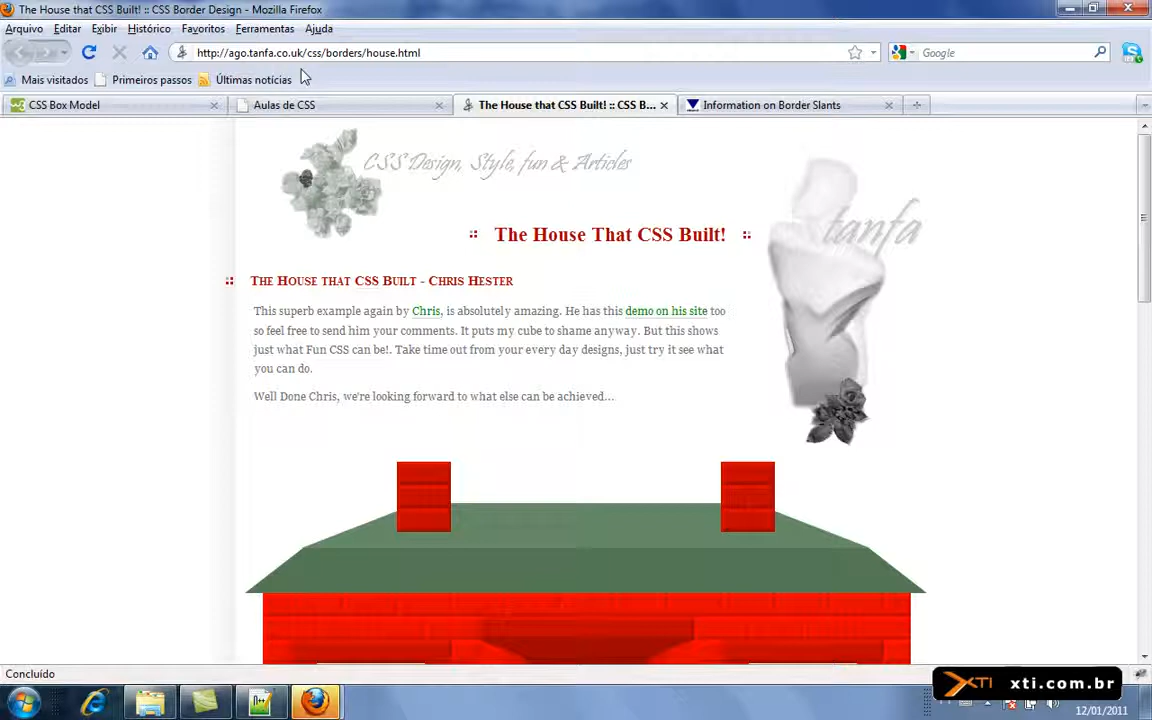 The House that CSS Built! :: CSS Border Design - Mozilla Firefox
Arquivo Editar Exibir Histórico Favoritos Ferramentas Ajuda
http://ago.tanfa.co.uk/css/borders/house.html
Google
Mais visitados Primeiros passos Últimas notícias
CSS Box Model
Aulas de CSS
The House that CSS Built! :: CSS B...
Information on Border Slants
CSS Design, Style, fun & Articles
tanfa
The House That CSS Built!
The House that CSS Built - Chris Hester
This superb example again by Chris, is absolutely amazing. He has this demo on his site too
so feel free to send him your comments. It puts my cube to shame anyway. But this shows
just what Fun CSS can be!. Take time out from your every day designs, just try it see what
you can do.
Well Done Chris, we're looking forward to what else can be achieved...
Concluído
XTI xti.com.br
12/01/2011